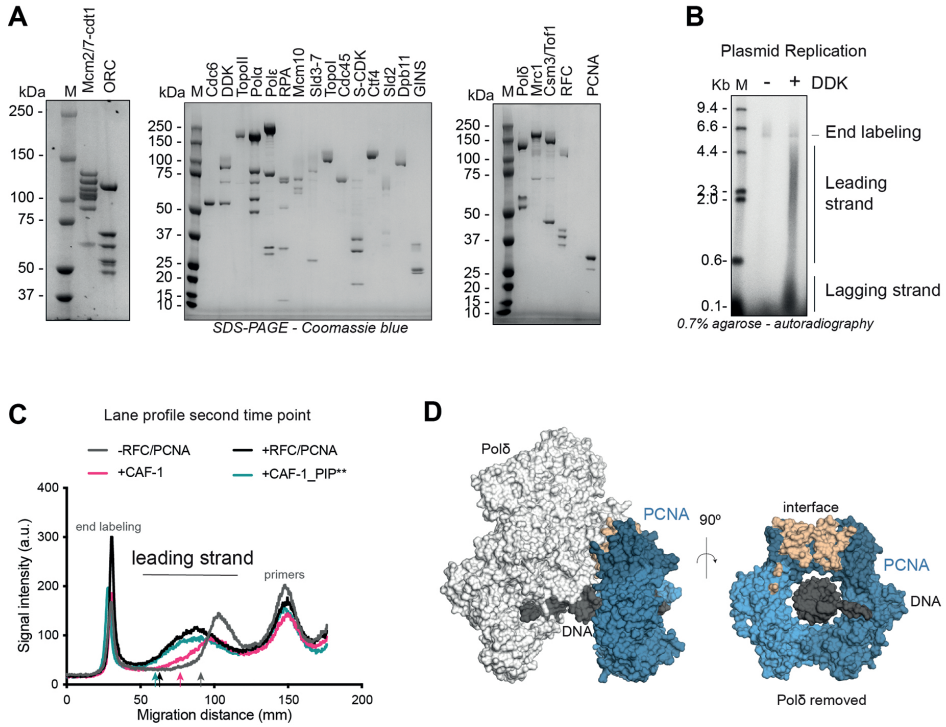 A
Mcm2/7-cdt1
ORC
M
kDa
250 -
150 -
100 -
75 -
50 -
37 -
Cdc6
DDK
TopoII
Polα
Polε
RPA
Mcm10
Sld3-7
TopoI
Cdc45
S-CDK
Ctf4
Sld2
Dpb11
GINS
kDa M
250 -
150 -
100 -
75 -
50 -
37 -
25 -
20 -
15 -
10 -
SDS-PAGE - Coomassie blue
Polδ
Mrc1
Csm3/Tof1
RFC
PCNA
kDa M
250 -
150 -
100 -
75 -
50 -
37 -
25 -
20 -
15 -
10 -
B
Plasmid Replication
Kb M - + DDK
9.4 -
6.6 -
4.4 -
2.3 -
2.0 -
0.6 -
0.1 -
End labeling
Leading
strand
Lagging strand
0.7% agarose - autoradiography
C
Lane profile second time point
-RFC/PCNA
+RFC/PCNA
+CAF-1
+CAF-1_PIP**
400
300
200
100
0
Signal intensity (a.u.)
end labeling
leading strand
primers
0 50 100 150 200
Migration distance (mm)
D
Polδ
PCNA
DNA
90º
interface
PCNA
DNA
Polδ removed